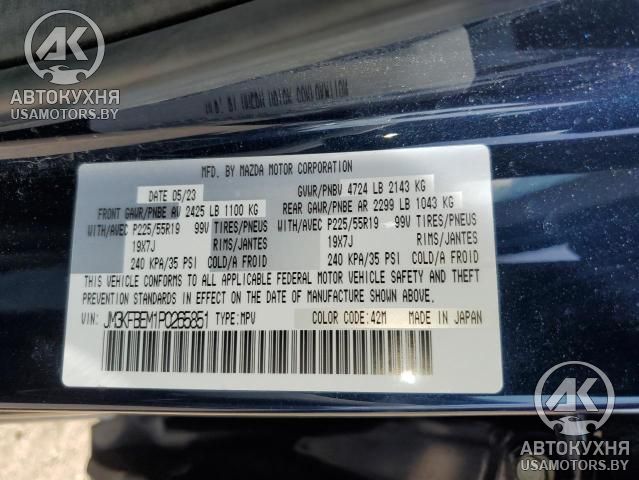 AK
АВТОКУХНЯ
USAMOTORS.BY
MFD. BY MAZDA MOTOR CORPORATION
DATE 05/23 GVWR/PNBV 4724 LB 2143 KG
FRONT GAWR/PNBE AV 2425 LB 1100 KG REAR GAWR/PNBE AR 2299 LB 1043 KG
WITH/AVEC P225/55R19 99V TIRES/PNEUS WITH/AVEC P225/55R19 99V TIRES/PNEUS
19X7J RIMS/JANTES 19X7J RIMS/JANTES
240 KPA/35 PSI COLD/A FROID 240 KPA/35 PSI COLD/A FROID
THIS VEHICLE CONFORMS TO ALL APPLICABLE FEDERAL MOTOR VEHICLE SAFETY AND THEFT
PREVENTION STANDARDS IN EFFECT ON THE DATE OF MANUFACTURE SHOWN ABOVE.
VIN: JM3KFBEM1P0265851 TYPE:MPV COLOR CODE:42M MADE IN JAPAN
AK
АВТОКУХНЯ
USAMOTORS.BY